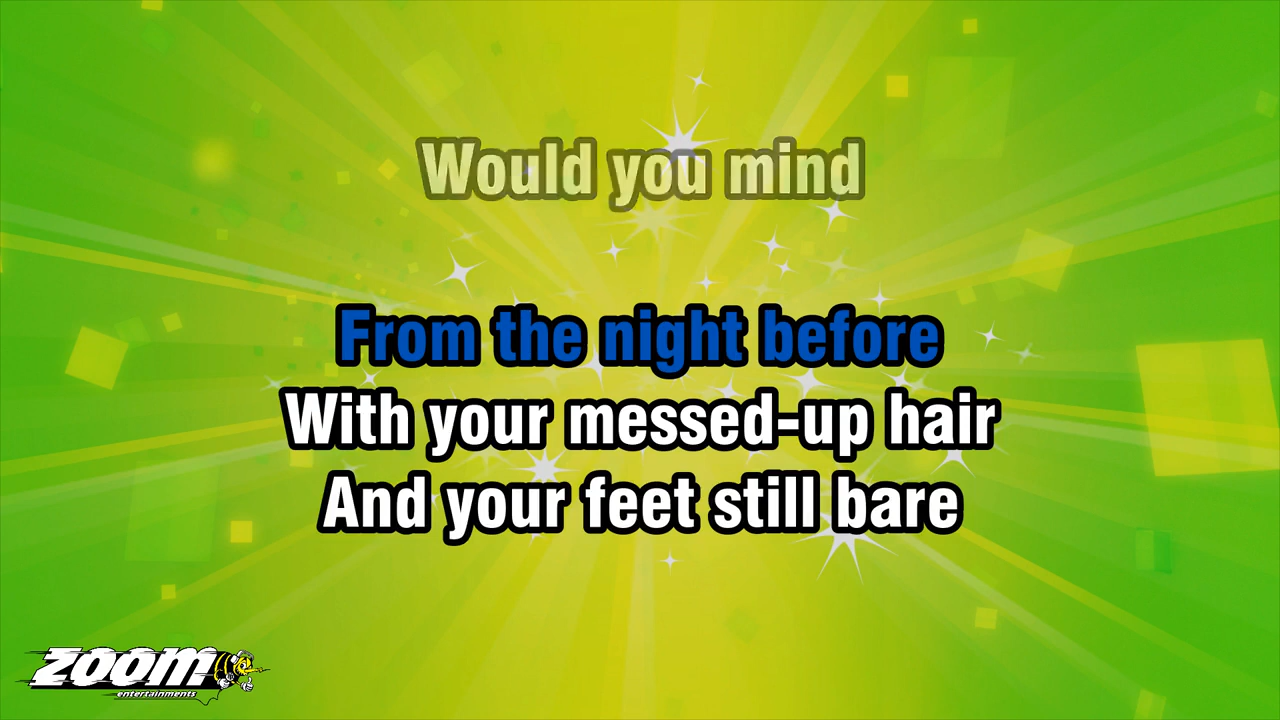 Would you mind
From the night before
With your messed-up hair
And your feet still bare
ZOOM
entertainments